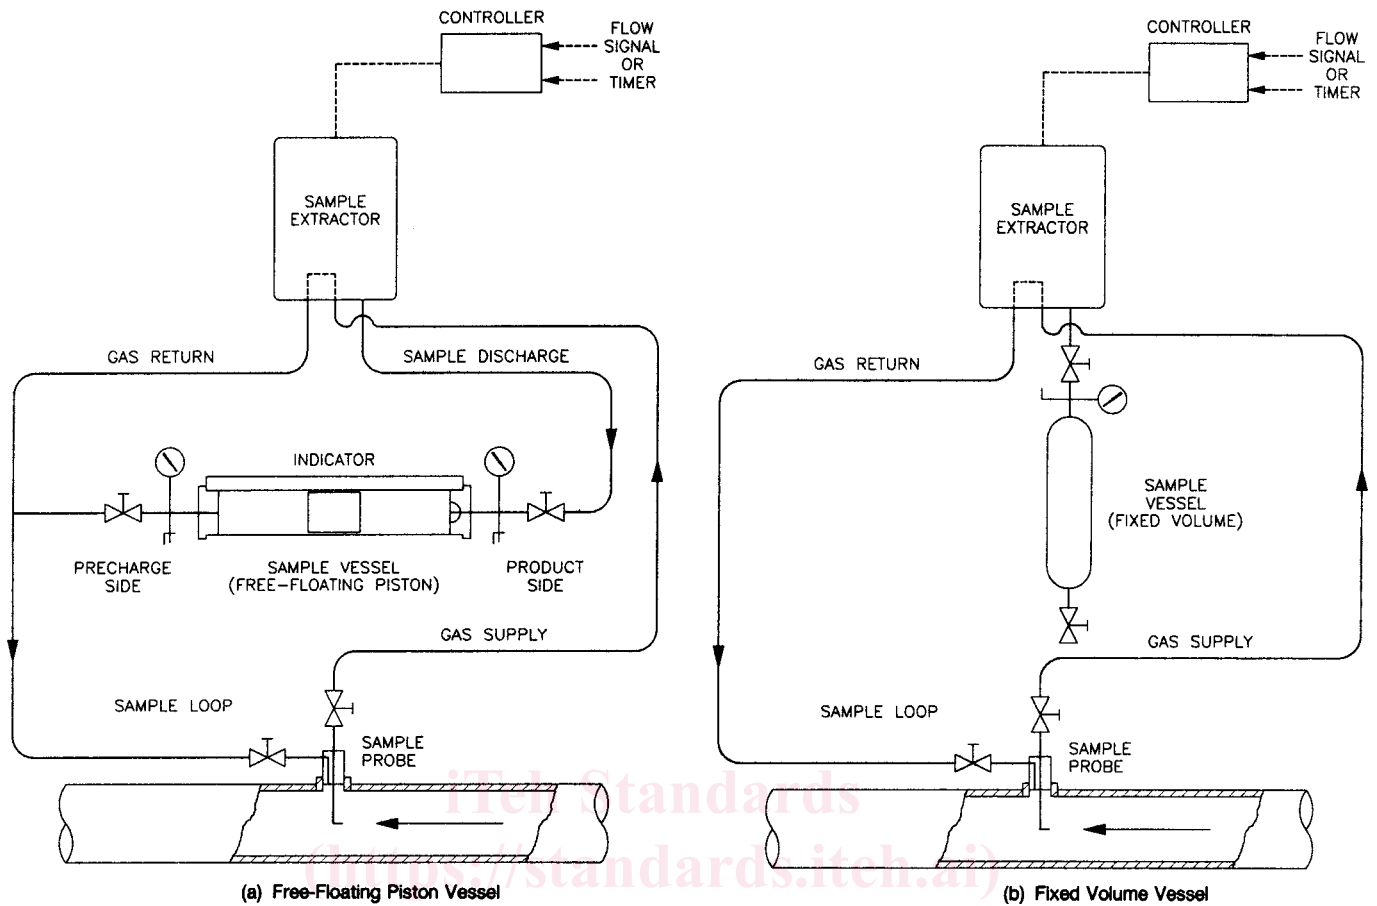 CONTROLLER
FLOW
SIGNAL
OR
TIMER
SAMPLE
EXTRACTOR
GAS RETURN
SAMPLE DISCHARGE
INDICATOR
PRECHARGE
SIDE
SAMPLE VESSEL
(FREE-FLOATING PISTON)
PRODUCT
SIDE
GAS SUPPLY
SAMPLE LOOP
SAMPLE
PROBE
(a) Free-Floating Piston Vessel
CONTROLLER
FLOW
SIGNAL
OR
TIMER
SAMPLE
EXTRACTOR
GAS RETURN
SAMPLE
VESSEL
(FIXED VOLUME)
GAS SUPPLY
SAMPLE LOOP
SAMPLE
PROBE
(b) Fixed Volume Vessel
iTeh Standards
(https://standards.iteh.ai)